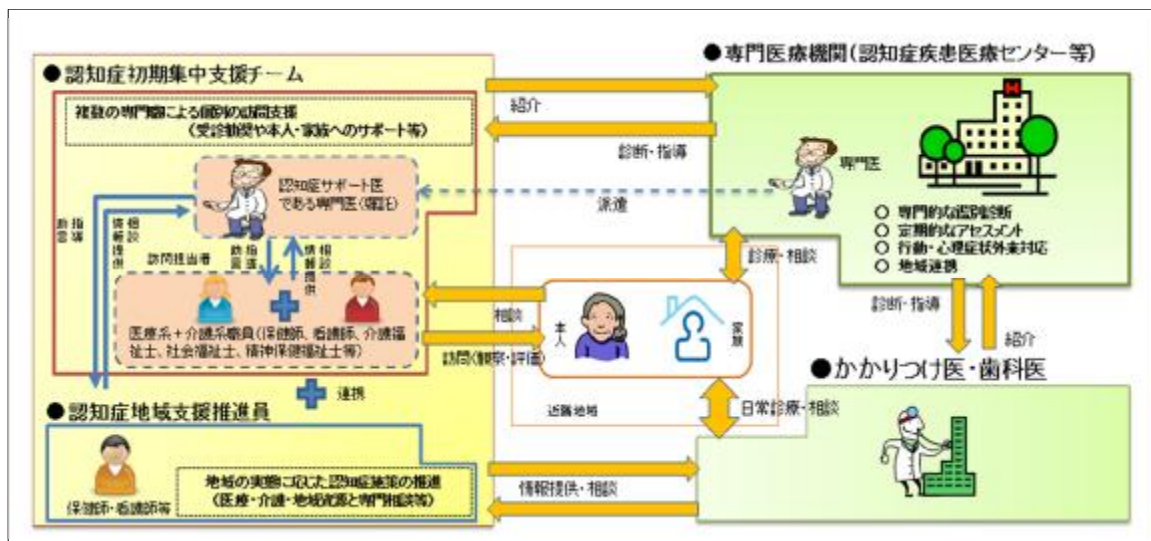 ●認知症初期集中支援チーム
複数の専門職による個別の訪問支援
(受診勧奨や本人・家族へのサポート等)
認知症サポート医
である専門医(嘱託)
指導
助言
相談
情報提供
訪問担当者
指導
助言
相談
情報提供
医療系+介護系職員(保健師、看護師、介護福
祉士、社会福祉士、精神保健福祉士等)
連携
●認知症地域支援推進員
保健師・看護師等
地域の実態に応じた認知症施策の推進
(医療・介護・地域資源と専門相談等)
紹介
診断・指導
派遣
相談
訪問(観察・評価)
本人
家族
近隣地域
診療・相談
日常診療・相談
情報提供・相談
●専門医療機関(認知症疾患医療センター等)
H
専門医
○ 専門的な鑑別診断
○ 定期的なアセスメント
○ 行動・心理症状外来対応
○ 地域連携
診断・指導
紹介
●かかりつけ医・歯科医